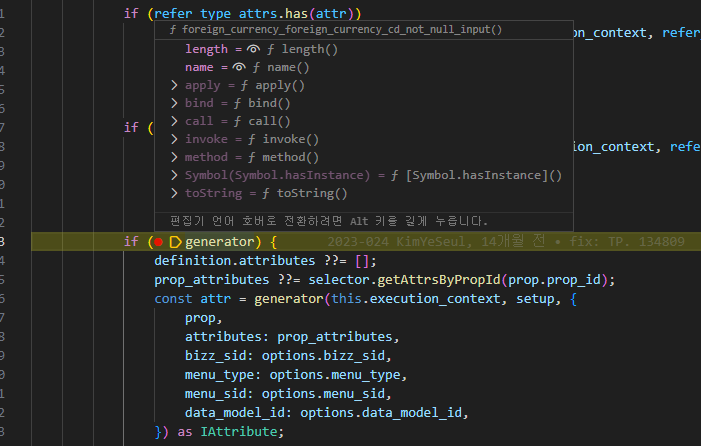 if (refer_type_attrs.has(attr))
ƒ foreign_currency_foreign_currency_cd_not_null_input()
on_context, refer
length = ƒ length()
name = ƒ name()
> apply = ƒ apply()
> bind = ƒ bind()
> call = ƒ call()
if (
> invoke = ƒ invoke()
ion_context, refer
> method = ƒ method()
> Symbol(Symbol.hasInstance) = ƒ [Symbol.hasInstance]()
> toString = ƒ toString()
편집기 언어 호버로 전환하려면 Alt 키를 길게 누릅니다.
if (generator) { 2023-024 KimYeSeul, 14개월 전 • fix: TP. 134809
definition.attributes ??= [];
prop_attributes ??= selector.getAttrsByPropId(prop.prop_id);
const attr = generator(this.execution_context, setup, {
prop,
attributes: prop_attributes,
bizz_sid: options.bizz_sid,
menu_type: options.menu_type,
menu_sid: options.menu_sid,
data_model_id: options.data_model_id,
}) as IAttribute;